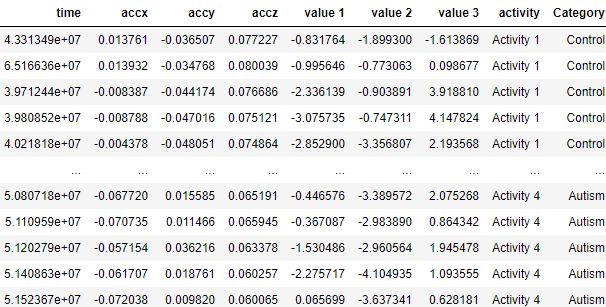 time accx accy accz value 1 value 2 value 3 activity Category
4.331349e+07 0.013761 -0.036507 0.077227 -0.831764 -1.899300 -1.613869 Activity 1 Control
6.516636e+07 0.013932 -0.034768 0.080039 -0.995646 -0.773063 0.098677 Activity 1 Control
3.971244e+07 -0.008387 -0.044174 0.076686 -2.336139 -0.903891 3.918810 Activity 1 Control
3.980852e+07 -0.008788 -0.047016 0.075121 -3.075735 -0.747311 4.147824 Activity 1 Control
4.021818e+07 -0.004378 -0.048051 0.074864 -2.852900 -3.356807 2.193568 Activity 1 Control
... ... ... ... ... ... ... ... ...
5.080718e+07 -0.067720 0.015585 0.065191 -0.446576 -3.389572 2.075268 Activity 4 Autism
5.110959e+07 -0.070735 0.011466 0.065945 -0.367087 -2.983890 0.864342 Activity 4 Autism
5.120279e+07 -0.057154 0.036216 0.063378 -1.530486 -2.960564 1.945478 Activity 4 Autism
5.140863e+07 -0.061707 0.018761 0.060257 -2.275717 -4.104935 1.093555 Activity 4 Autism
5.152367e+07 -0.072038 0.009820 0.060065 0.065699 -3.637341 0.628181 Activity 4 Autism